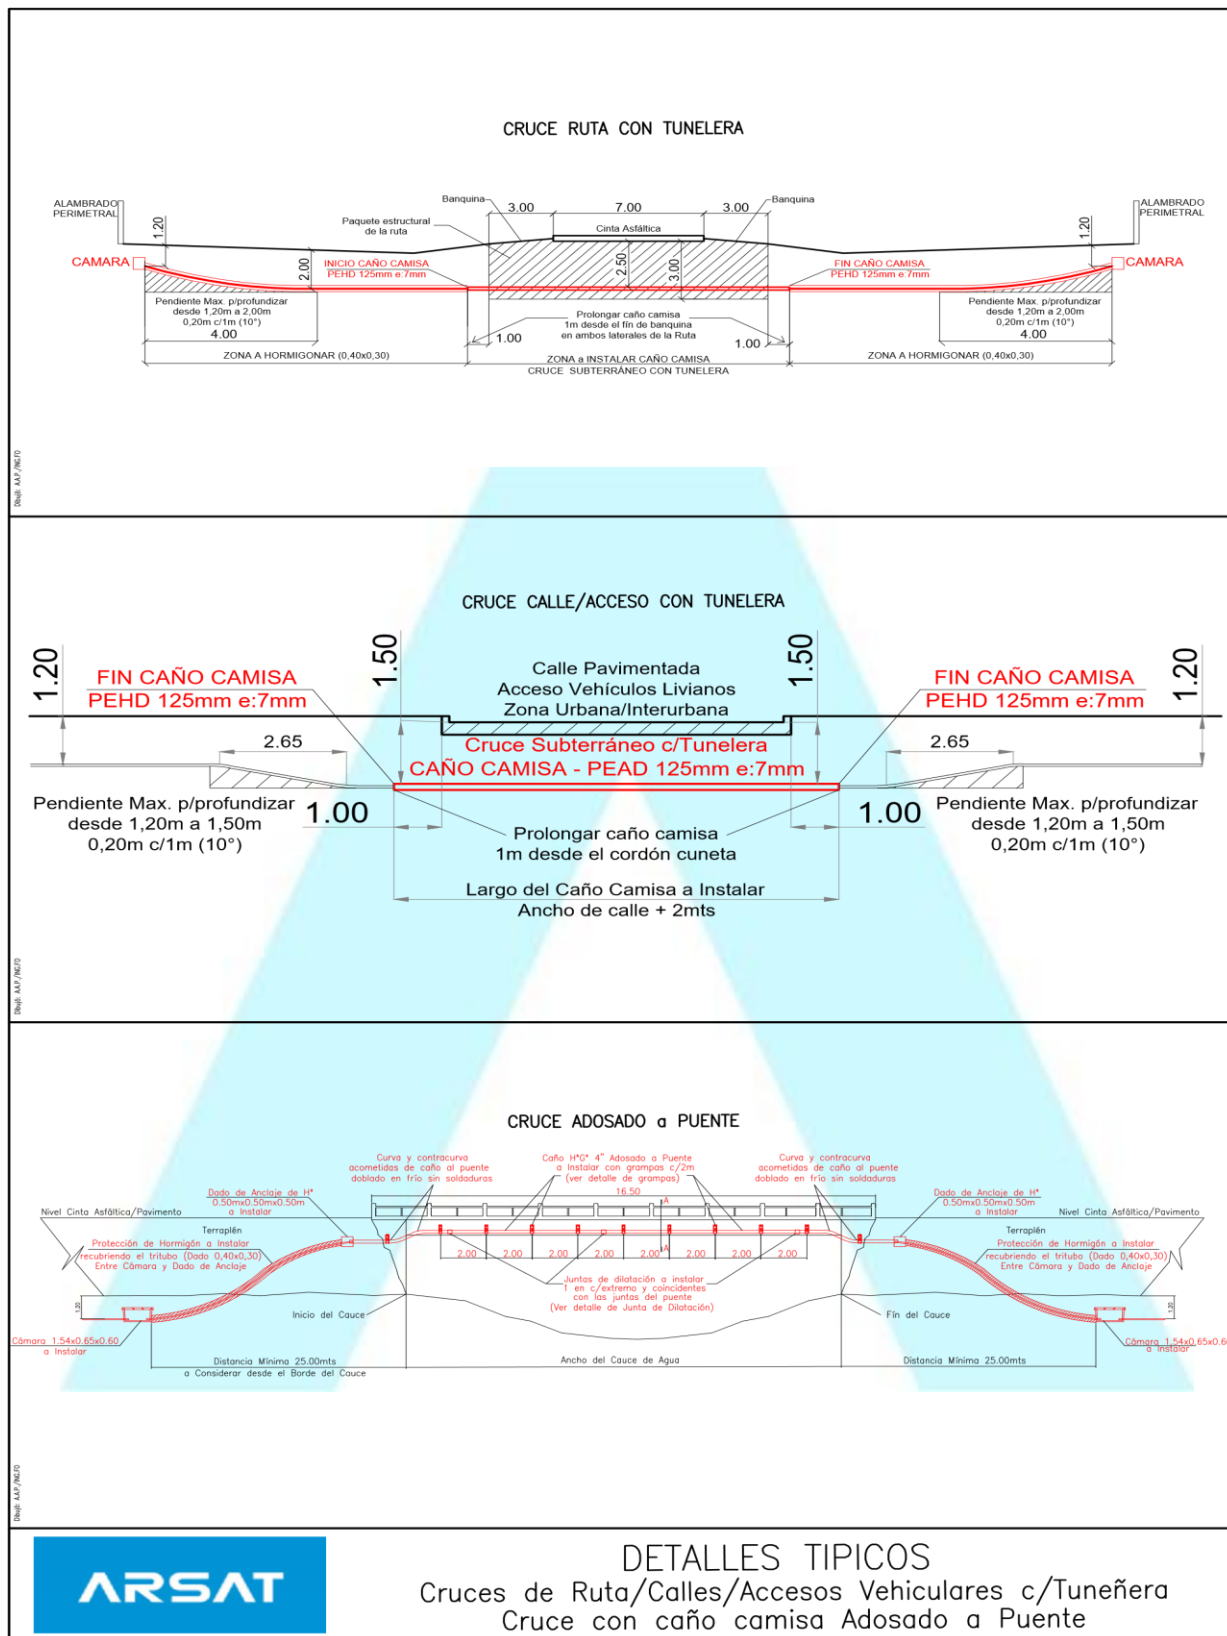 CRUCE RUTA CON TUNELERA
ALAMBRADO
PERIMETRAL
1.20
CAMARA
Banquina
3.00
7.00
3.00
Banquina
Paquete estructural
de la ruta
Cinta Asfáltica
2.00
INICIO CAÑO CAMISA
PEHD 125mm e:7mm
2.50
3.00
FIN CAÑO CAMISA
PEHD 125mm e:7mm
1.20
ALAMBRADO
PERIMETRAL
CAMARA
Pendiente Max. p/profundizar
desde 1,20m a 2,00m
0,20m c/1m (10°)
4.00
Prolongar caño camisa
1m desde el fín de banquina
en ambos laterales de la Ruta
1.00
1.00
Pendiente Max. p/profundizar
desde 1,20m a 2,00m
0,20m c/1m (10°)
4.00
ZONA A HORMIGONAR (0,40x0,30)
ZONA a INSTALAR CAÑO CAMISA
CRUCE SUBTERRÁNEO CON TUNELERA
ZONA A HORMIGONAR (0,40x0,30)
Dibujó: A.A.P./ING.FO
CRUCE CALLE/ACCESO CON TUNELERA
1.20
FIN CAÑO CAMISA
PEHD 125mm e:7mm
1.50
Calle Pavimentada
Acceso Vehículos Livianos
Zona Urbana/Interurbana
1.50
FIN CAÑO CAMISA
PEHD 125mm e:7mm
1.20
2.65
Cruce Subterráneo c/Tunelera
CAÑO CAMISA - PEAD 125mm e:7mm
2.65
Pendiente Max. p/profundizar
desde 1,20m a 1,50m
0,20m c/1m (10°)
1.00
Prolongar caño camisa
1m desde el cordón cuneta
1.00
Pendiente Max. p/profundizar
desde 1,20m a 1,50m
0,20m c/1m (10°)
Largo del Caño Camisa a Instalar
Ancho de calle + 2mts
Dibujó: A.A.P./ING.FO
CRUCE ADOSADO a PUENTE
Curva y contracurva
acometidas de caño al puente
doblado en frío sin soldaduras
Caño H°G° 4" Adosado a Puente
a Instalar con grampas c/2m
(ver detalle de grampas)
Curva y contracurva
acometidas de caño al puente
doblado en frío sin soldaduras
16.50
Dado de Anclaje de H°
0.50mx0.50mx0.50m
a Instalar
Dado de Anclaje de H°
0.50mx0.50mx0.50m
a Instalar
Nivel Cinta Asfáltica/Pavimento
Nivel Cinta Asfáltica/Pavimento
A
A
Terraplén
Protección de Hormigón a Instalar
recubriendo el tritubo (Dado 0,40x0,30)
Entre Cámara y Dado de Anclaje
2.00
2.00
2.00
2.00
2.00
2.00
2.00
2.00
Terraplén
Protección de Hormigón a Instalar
recubriendo el tritubo (Dado 0,40x0,30)
Entre Cámara y Dado de Anclaje
Juntas de dilatación a instalar
1 en c/extremo y coincidentes
con las juntas del puente
(Ver detalle de Junta de Dilatación)
1.20
Inicio del Cauce
Fín del Cauce
1.20
Cámara 1.54x0.65x0.60
a Instalar
Cámara 1.54x0.65x0.6
a Instalar
Distancia Mínima 25.00mts
a Considerar desde el Borde del Cauce
Ancho del Cauce de Agua
Distancia Mínima 25.00mts
Dibujó: A.A.P./ING.FO
ARSAT
DETALLES TIPICOS
Cruces de Ruta/Calles/Accesos Vehiculares c/Tuneñera
Cruce con caño camisa Adosado a Puente